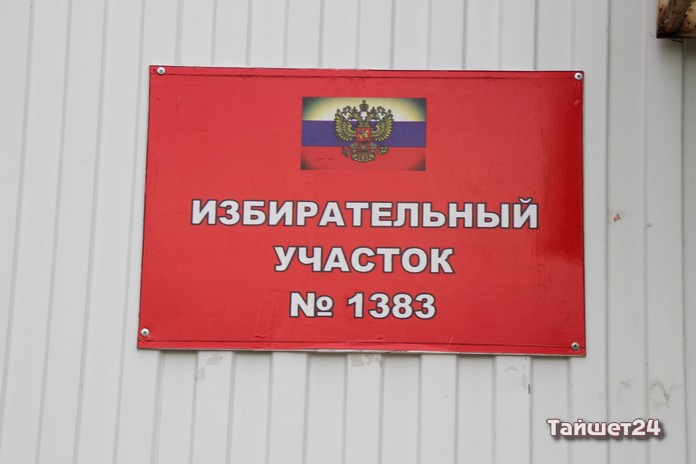 ИЗБИРАТЕЛЬНЫЙ
УЧАСТОК
№ 1383
Тайшет24